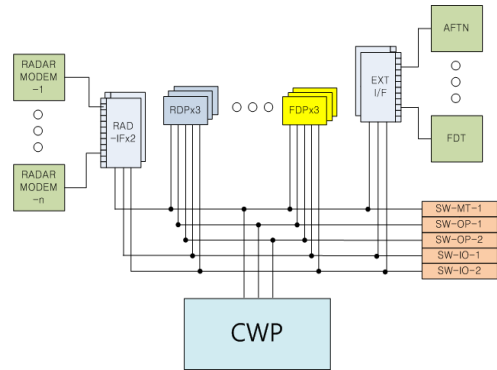 RADAR
MODEM
-1
RADAR
MODEM
-n
RAD
-IFx2
RDPx3
FDPx3
EXT
I/F
AFTN
FDT
SW-MT-1
SW-OP-1
SW-OP-2
SW-IO-1
SW-IO-2
CWP